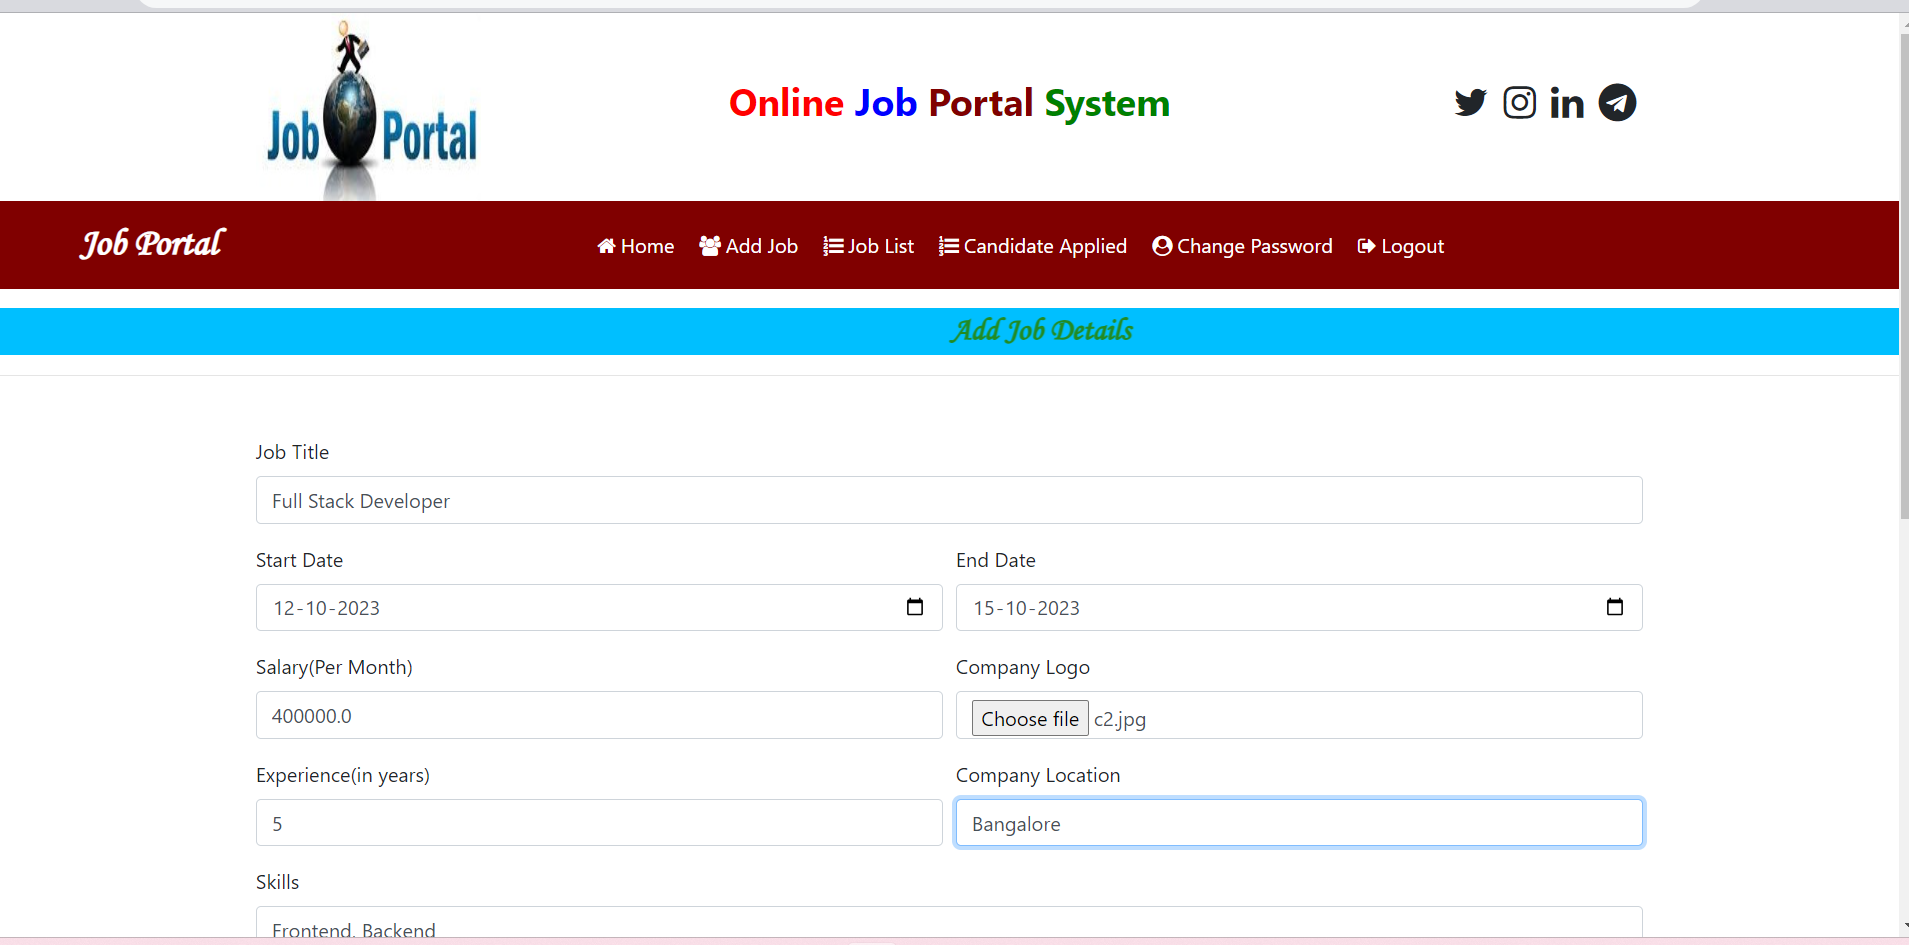 Job Portal
Online Job Portal System
Job Portal
Home Add Job Job List Candidate Applied Change Password Logout
Add Job Details
Job Title
Full Stack Developer
Start Date End Date
12-10-2023 15-10-2023
Salary(Per Month) Company Logo
400000.0 Choose file c2.jpg
Experience(in years) Company Location
5 Bangalore
Skills
Frontend, Backend